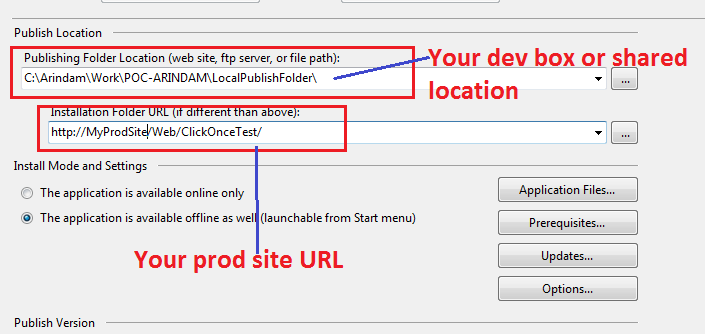 Publish Location
Publishing Folder Location (web site, ftp server, or file path):
C:\Arindam\Work\POC-ARINDAM\LocalPublishFolder\
...
Your dev box or shared
location
Installation Folder URL (if different than above):
http://MyProdSite/Web/ClickOnceTest/
...
Install Mode and Settings
The application is available online only
The application is available offline as well (launchable from Start menu)
Application Files...
Prerequisites...
Updates...
Options...
Your prod site URL
Publish Version